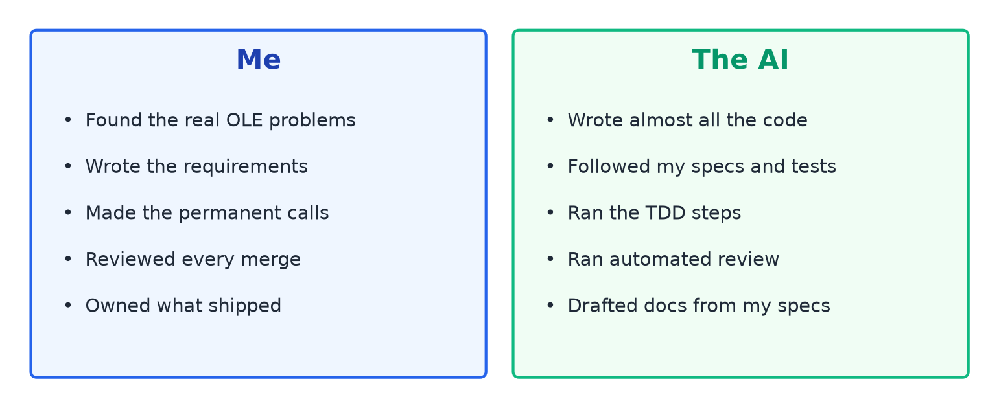 Me
• Found the real OLE problems
• Wrote the requirements
• Made the permanent calls
• Reviewed every merge
• Owned what shipped
The AI
• Wrote almost all the code
• Followed my specs and tests
• Ran the TDD steps
• Ran automated review
• Drafted docs from my specs